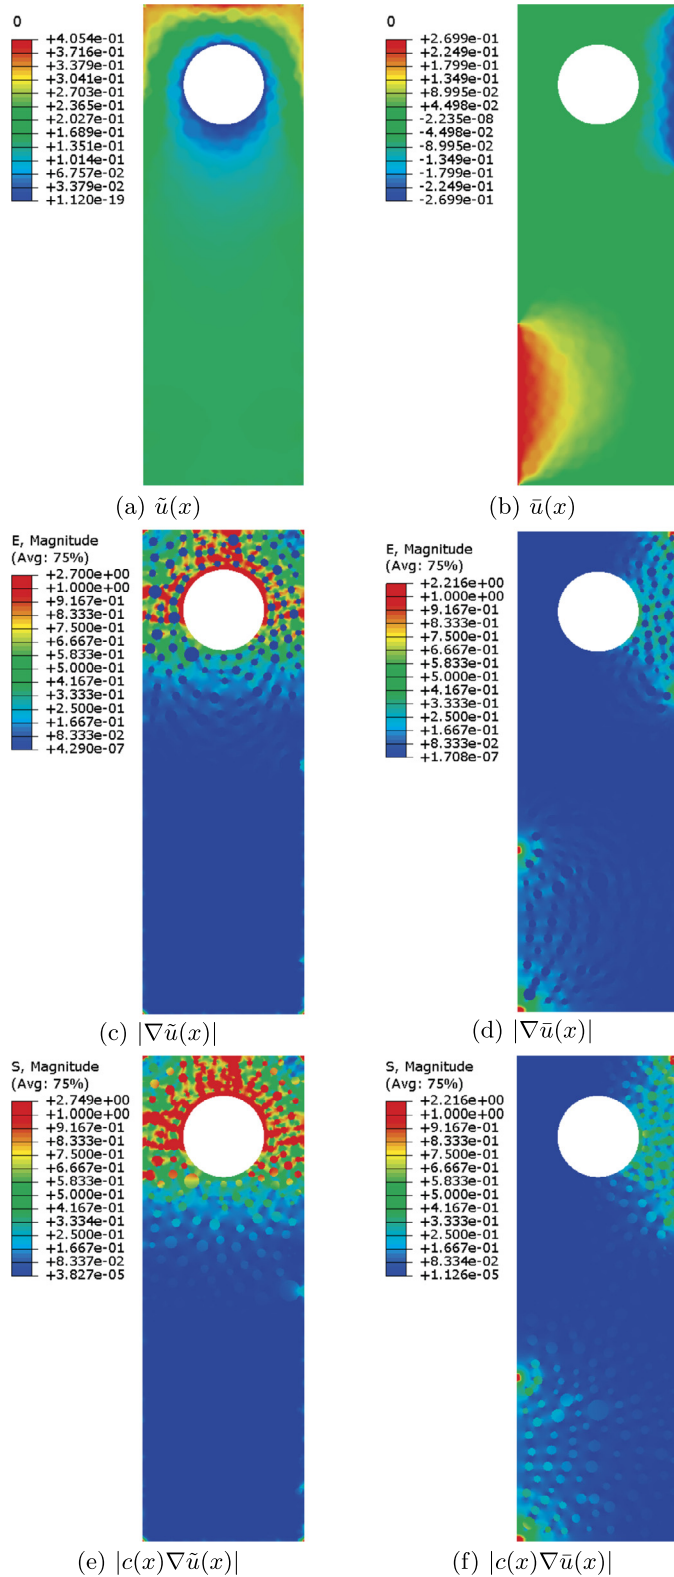 0
+4.054e-01
+3.716e-01
+3.379e-01
+3.041e-01
+2.703e-01
+2.365e-01
+2.027e-01
+1.689e-01
+1.351e-01
+1.014e-01
+6.757e-02
+3.379e-02
+1.120e-19
0
+2.699e-01
+2.249e-01
+1.799e-01
+1.349e-01
+8.995e-02
+4.498e-02
-2.235e-08
-4.498e-02
-8.995e-02
-1.349e-01
-1.799e-01
-2.249e-01
-2.699e-01
(a) ũ(x)
(b) ū(x)
E, Magnitude
(Avg: 75%)
+2.700e+00
+1.000e+00
+9.167e-01
+8.333e-01
+7.500e-01
+6.667e-01
+5.833e-01
+5.000e-01
+4.167e-01
+3.333e-01
+2.500e-01
+1.667e-01
+8.333e-02
+4.290e-07
E, Magnitude
(Avg: 75%)
+2.216e+00
+1.000e+00
+9.167e-01
+8.333e-01
+7.500e-01
+6.667e-01
+5.833e-01
+5.000e-01
+4.167e-01
+3.333e-01
+2.500e-01
+1.667e-01
+8.333e-02
+1.708e-07
(c) |∇ũ(x)|
(d) |∇ū(x)|
S, Magnitude
(Avg: 75%)
+2.749e+00
+1.000e+00
+9.167e-01
+8.333e-01
+7.500e-01
+6.667e-01
+5.833e-01
+5.000e-01
+4.167e-01
+3.334e-01
+2.500e-01
+1.667e-01
+8.337e-02
+3.827e-05
S, Magnitude
(Avg: 75%)
+2.216e+00
+1.000e+00
+9.167e-01
+8.333e-01
+7.500e-01
+6.667e-01
+5.833e-01
+5.000e-01
+4.167e-01
+3.333e-01
+2.500e-01
+1.667e-01
+8.334e-02
+1.126e-05
(e) |c(x)∇ũ(x)|
(f) |c(x)∇ū(x)|